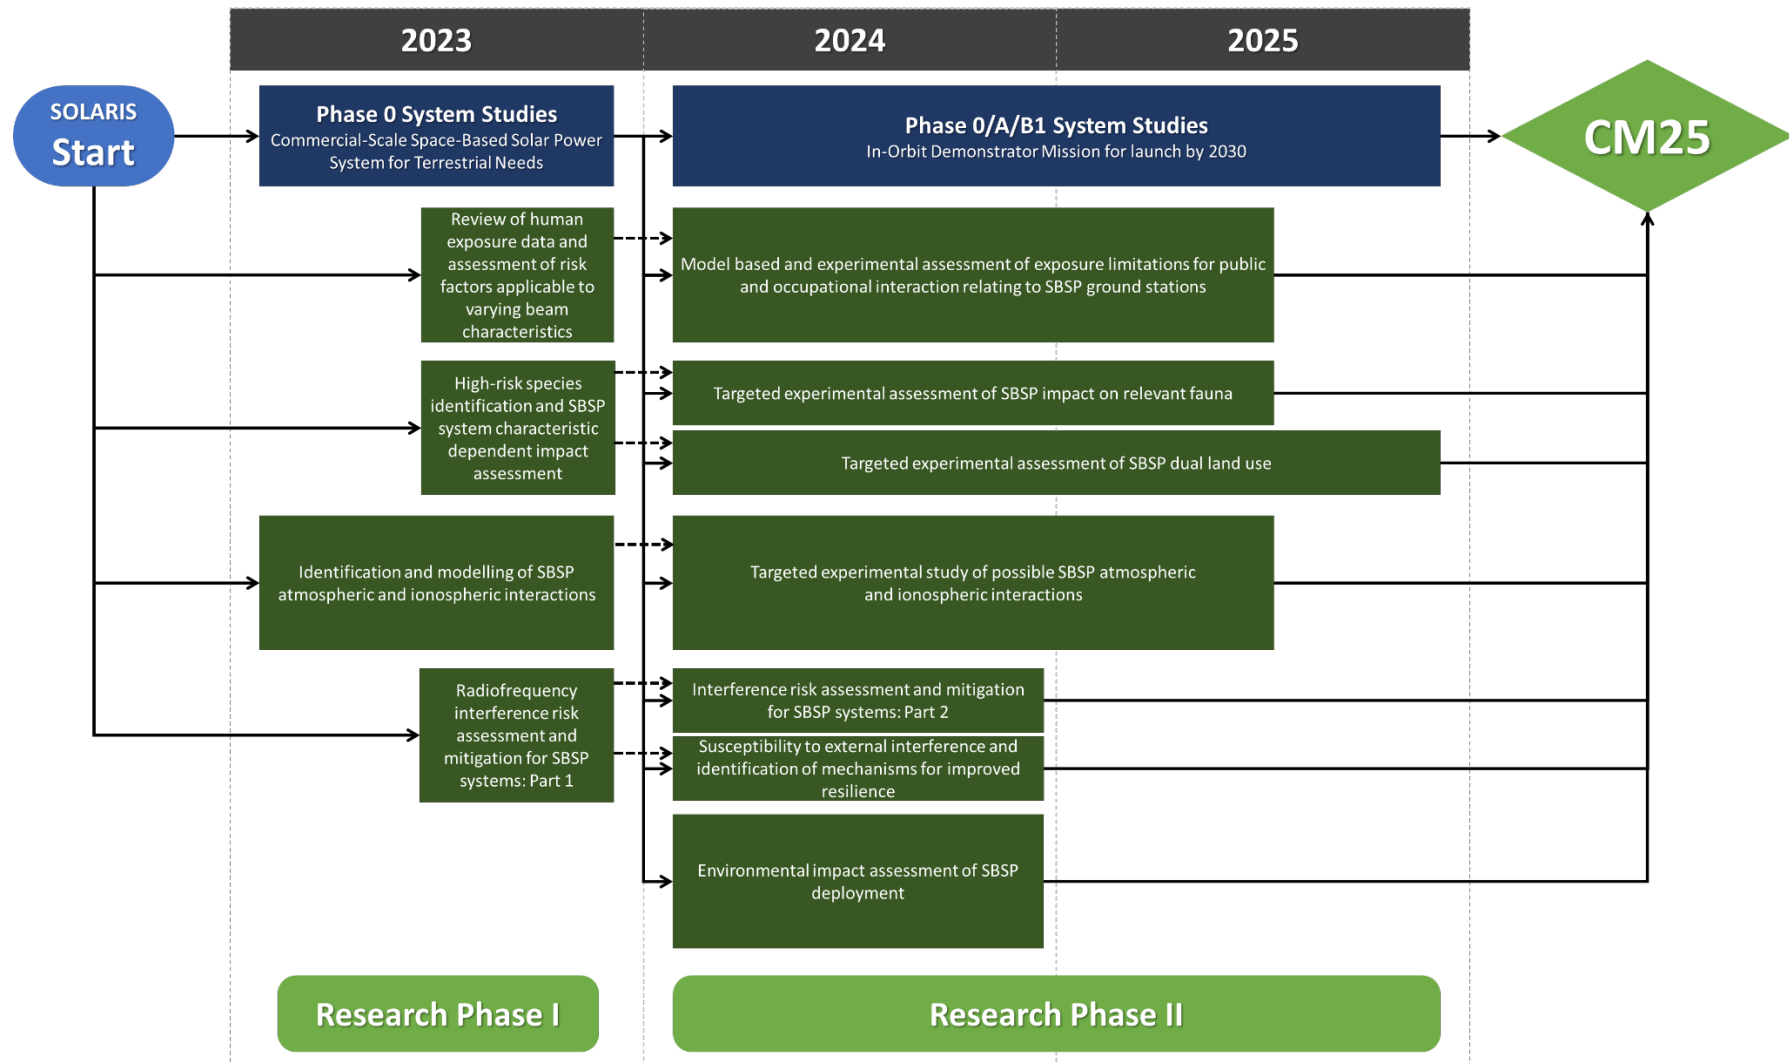 2023
2024
2025
SOLARIS
Start
Phase 0 System Studies
Commercial-Scale Space-Based Solar Power
System for Terrestrial Needs
Phase 0/A/B1 System Studies
In-Orbit Demonstrator Mission for launch by 2030
CM25
Review of human
exposure data and
assessment of risk
factors applicable to
varying beam
characteristics
Model based and experimental assessment of exposure limitations for public
and occupational interaction relating to SBSP ground stations
High-risk species
identification and SBSP
system characteristic
dependent impact
assessment
Targeted experimental assessment of SBSP impact on relevant fauna
Targeted experimental assessment of SBSP dual land use
Identification and modelling of SBSP
atmospheric and ionospheric interactions
Targeted experimental study of possible SBSP atmospheric
and ionospheric interactions
Radiofrequency
interference risk
assessment and
mitigation for SBSP
systems: Part 1
Interference risk assessment and mitigation
for SBSP systems: Part 2
Susceptibility to external interference and
identification of mechanisms for improved
resilience
Environmental impact assessment of SBSP
deployment
Research Phase I
Research Phase II